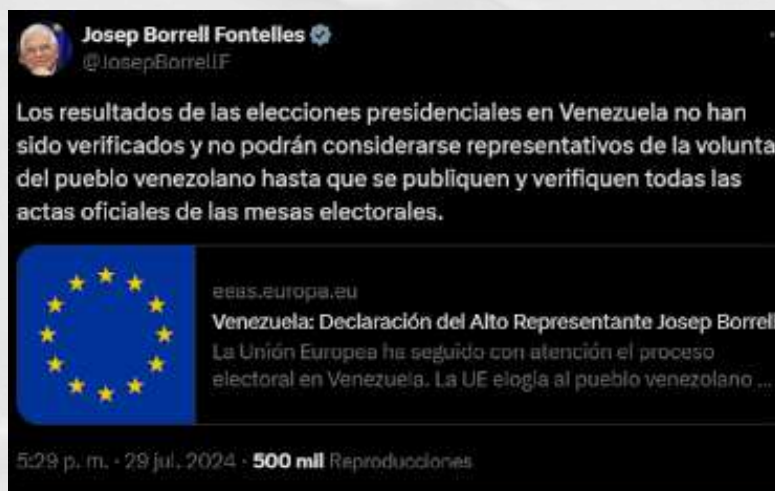 Josep Borrell Fontelles
@JosepBorrellF
Los resultados de las elecciones presidenciales en Venezuela no han
sido verificados y no podrán considerarse representativos de la volunta
del pueblo venezolano hasta que se publiquen y verifiquen todas las
actas oficiales de las mesas electorales.
eeas.europa.eu
Venezuela: Declaración del Alto Representante Josep Borrell
La Unión Europea ha seguido con atención el proceso
electoral en Venezuela. La UE elogia al pueblo venezolano ...
5:29 p. m. · 29 jul. 2024 · 500 mil Reproducciones